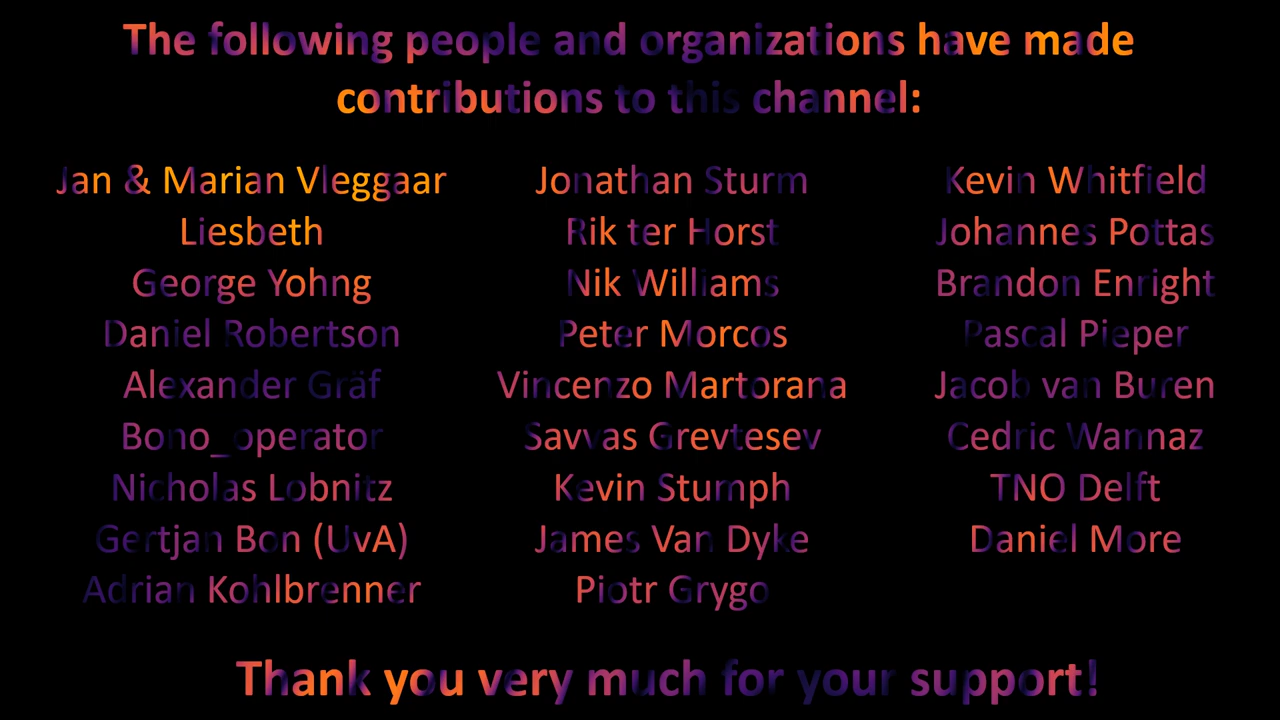 The following people and organizations have made
contributions to this channel:
Jan & Marian Vleggaar
Liesbeth
George Yohng
Daniel Robertson
Alexander Gräf
Bono_operator
Nicholas Lobnitz
Gertjan Bon (UvA)
Adrian Kohlbrenner
Jonathan Sturm
Rik ter Horst
Nik Williams
Peter Morcos
Vincenzo Martorana
Savvas Grevtesev
Kevin Stumph
James Van Dyke
Piotr Grygo
Kevin Whitfield
Johannes Pottas
Brandon Enright
Pascal Pieper
Jacob van Buren
Cedric Wannaz
TNO Delft
Daniel More
Thank you very much for your support!